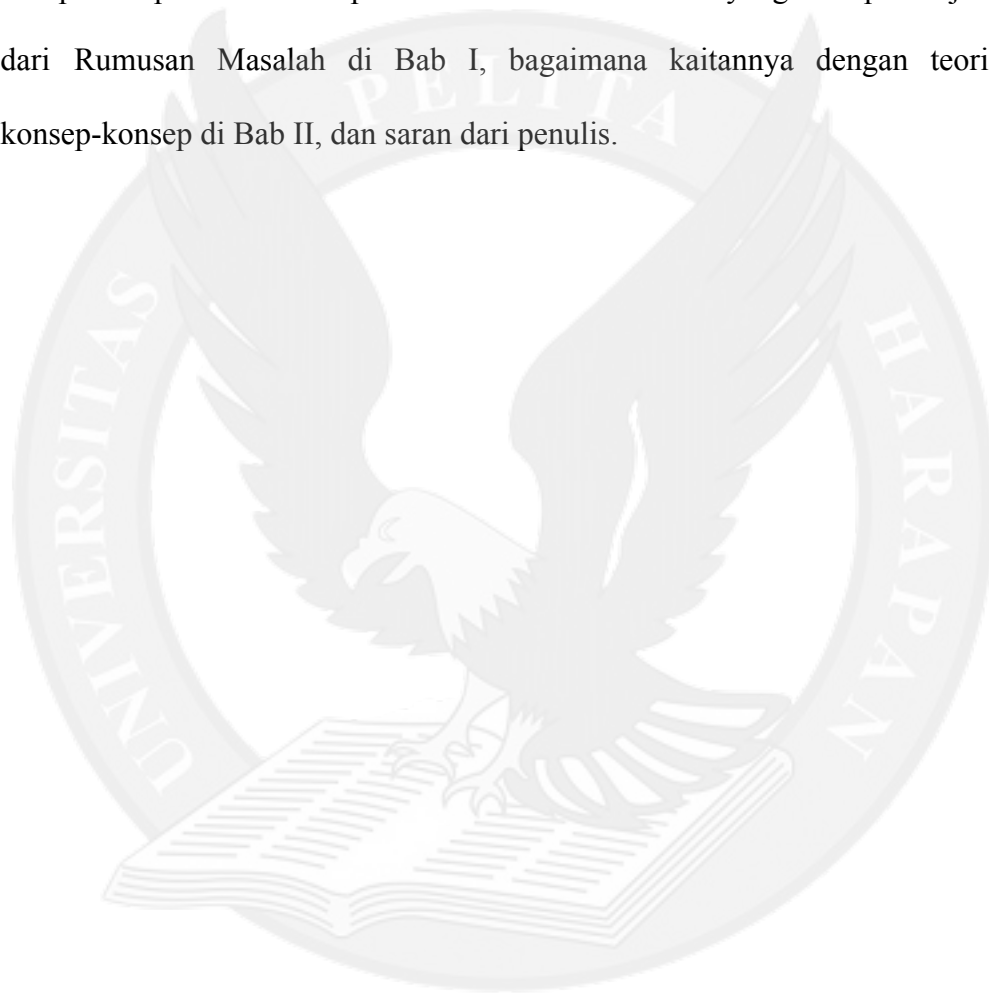 dari Rumusan Masalah di Bab I, bagaimana kaitannya dengan teori
konsep-konsep di Bab II, dan saran dari penulis.
UNIVERSITAS PELITA HARAPAN